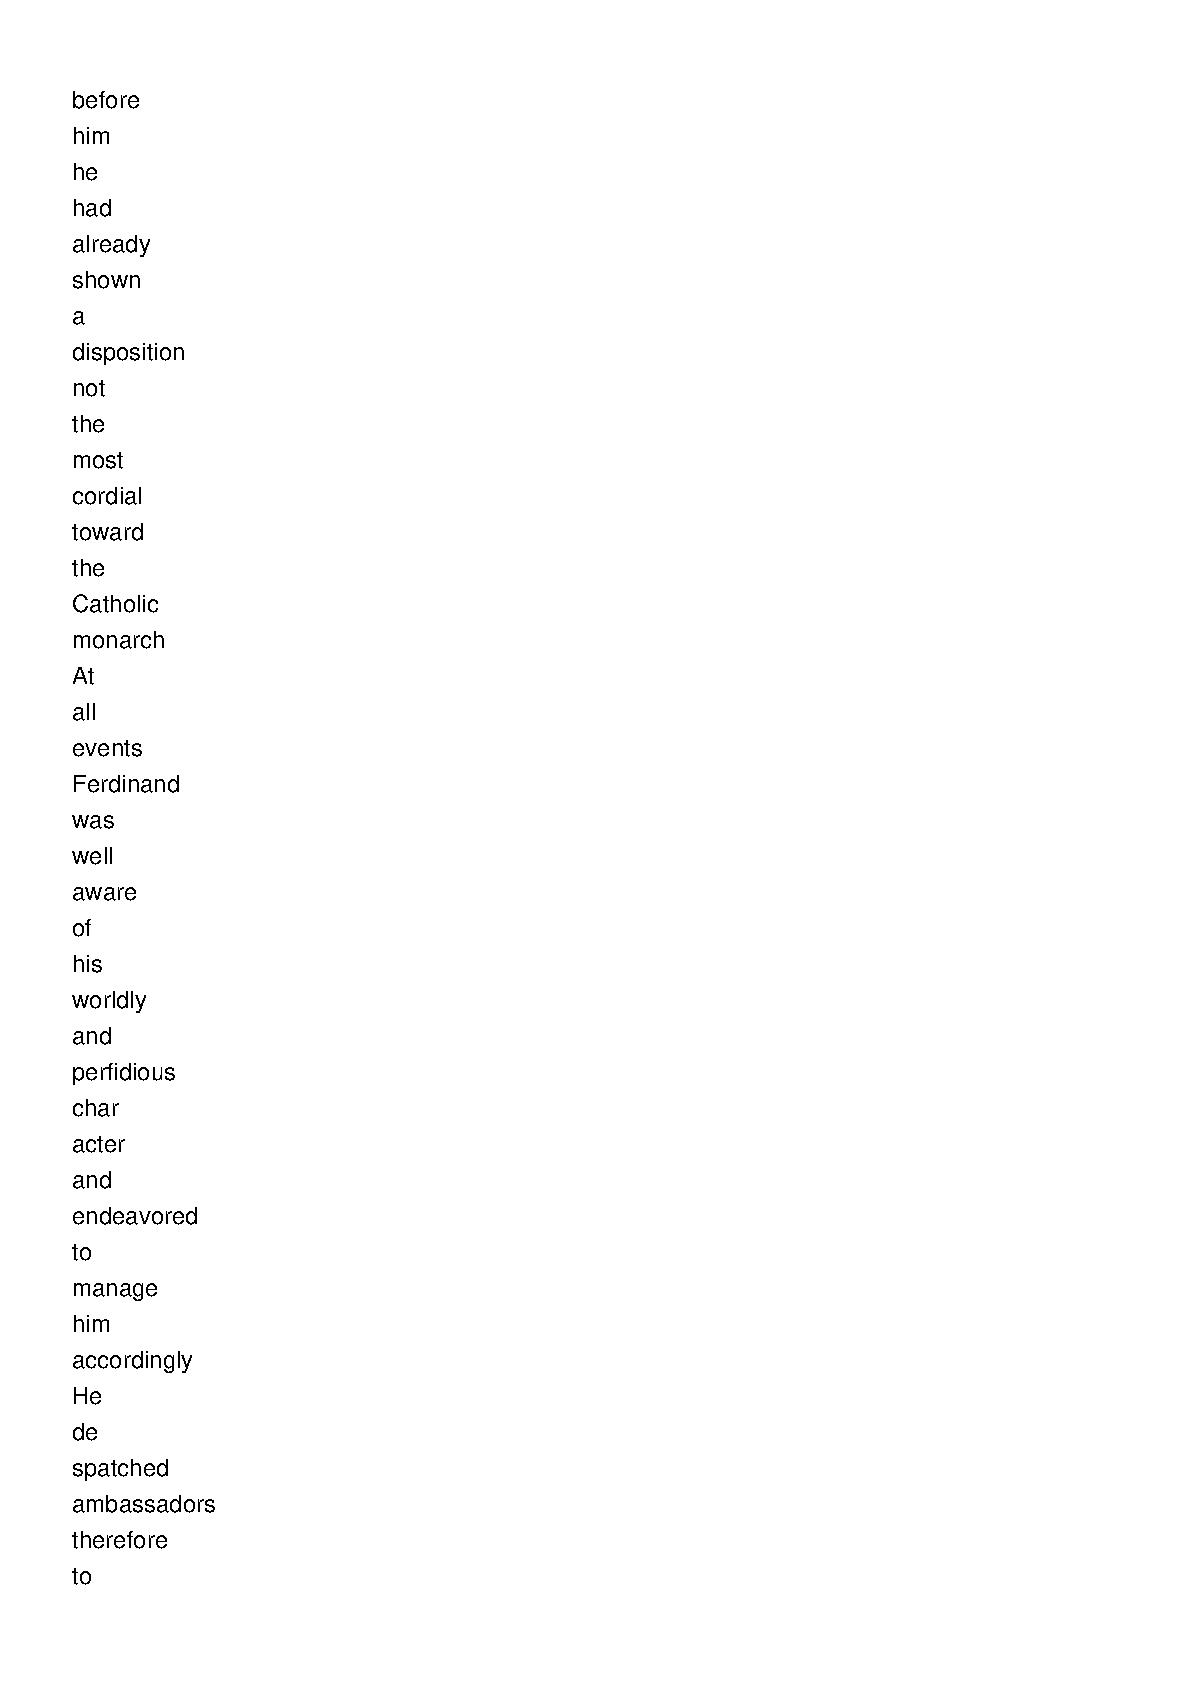 before
him
he
had
already
shown
a
disposition
not
the
most
cordial
toward
the
Catholic
monarch
At
all
events
Ferdinand
was
well
aware
of
his
worldly
and
perfidious
char
acter
and
endeavored
to
manage
him
accordingly
He
de
spatched
ambassadors
therefore
to